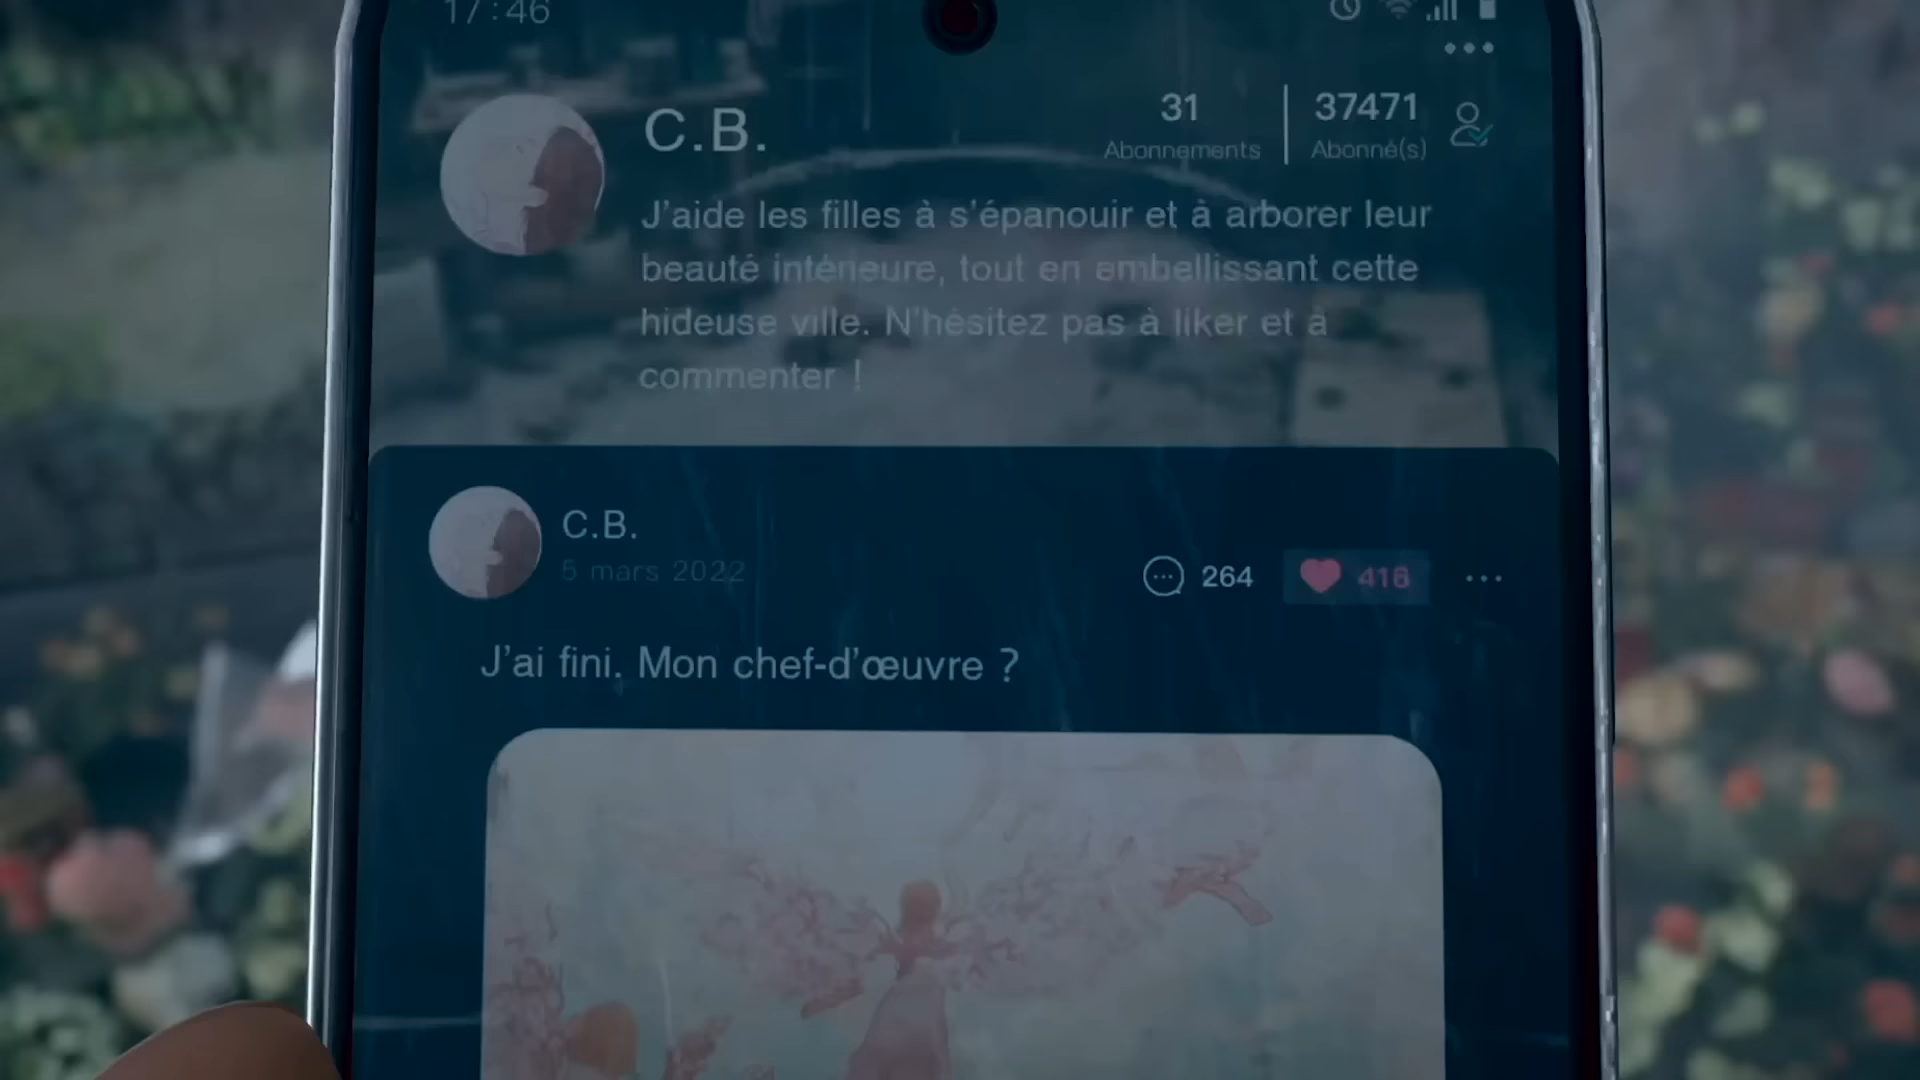 17:46
C.B.
31
Abonnements
37471
Abonné(s)
J'aide les filles à s'épanouir et à arborer leur
beauté intérieure, tout en embellissant cette
hideuse ville. N'hésitez pas à liker et à
commenter !
C.B.
5 mars 2022
264
416
J'ai fini. Mon chef-d'œuvre ?